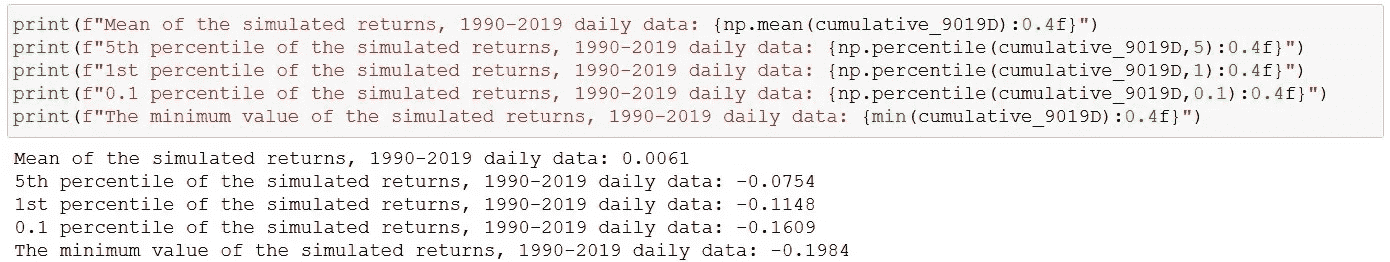 print(f"Mean of the simulated returns, 1990-2019 daily data: {np.mean(cumulative_9019D):0.4f}")
print(f"5th percentile of the simulated returns, 1990-2019 daily data: {np.percentile(cumulative_9019D,5):0.4f}")
print(f"1st percentile of the simulated returns, 1990-2019 daily data: {np.percentile(cumulative_9019D,1):0.4f}")
print(f"0.1 percentile of the simulated returns, 1990-2019 daily data: {np.percentile(cumulative_9019D,0.1):0.4f}")
print(f"The minimum value of the simulated returns, 1990-2019 daily data: {min(cumulative_9019D):0.4f}")
Mean of the simulated returns, 1990-2019 daily data: 0.0061
5th percentile of the simulated returns, 1990-2019 daily data: -0.0754
1st percentile of the simulated returns, 1990-2019 daily data: -0.1148
0.1 percentile of the simulated returns, 1990-2019 daily data: -0.1609
The minimum value of the simulated returns, 1990-2019 daily data: -0.1984